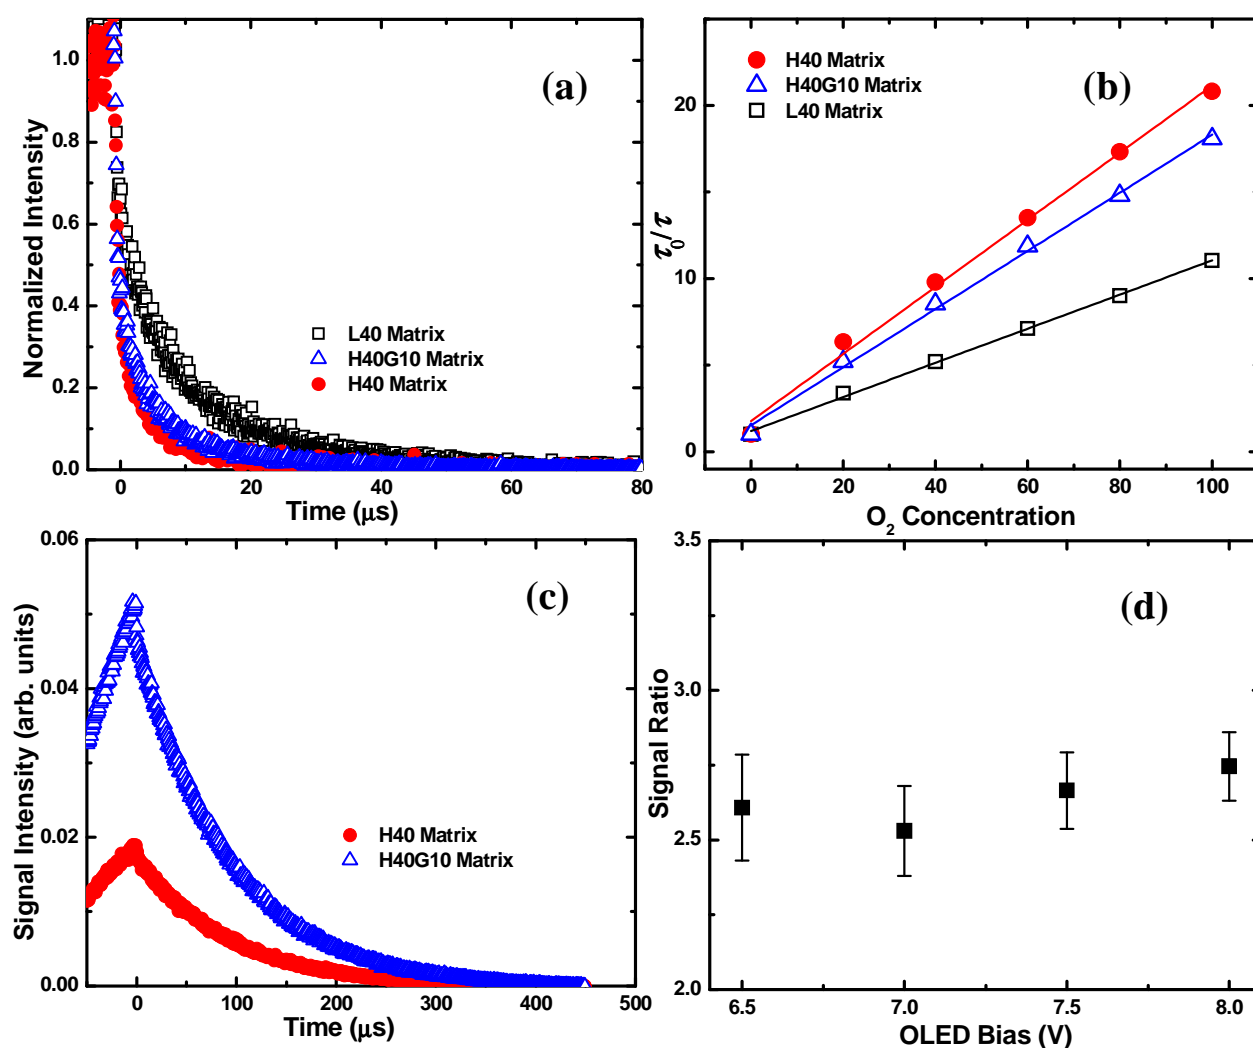 (a)
Normalized Intensity
1.0
0.8
0.6
0.4
0.2
0.0
L40 Matrix
H40G10 Matrix
H40 Matrix
0 20 40 60 80
Time (μs)
(b)
H40 Matrix
H40G10 Matrix
L40 Matrix
τ₀/τ
20
10
0
0 20 40 60 80 100
O₂ Concentration
(c)
Signal Intensity (arb. units)
0.06
0.04
0.02
0.00
H40 Matrix
H40G10 Matrix
0 100 200 300 400 500
Time (μs)
(d)
Signal Ratio
3.5
3.0
2.5
2.0
6.5 7.0 7.5 8.0
OLED Bias (V)